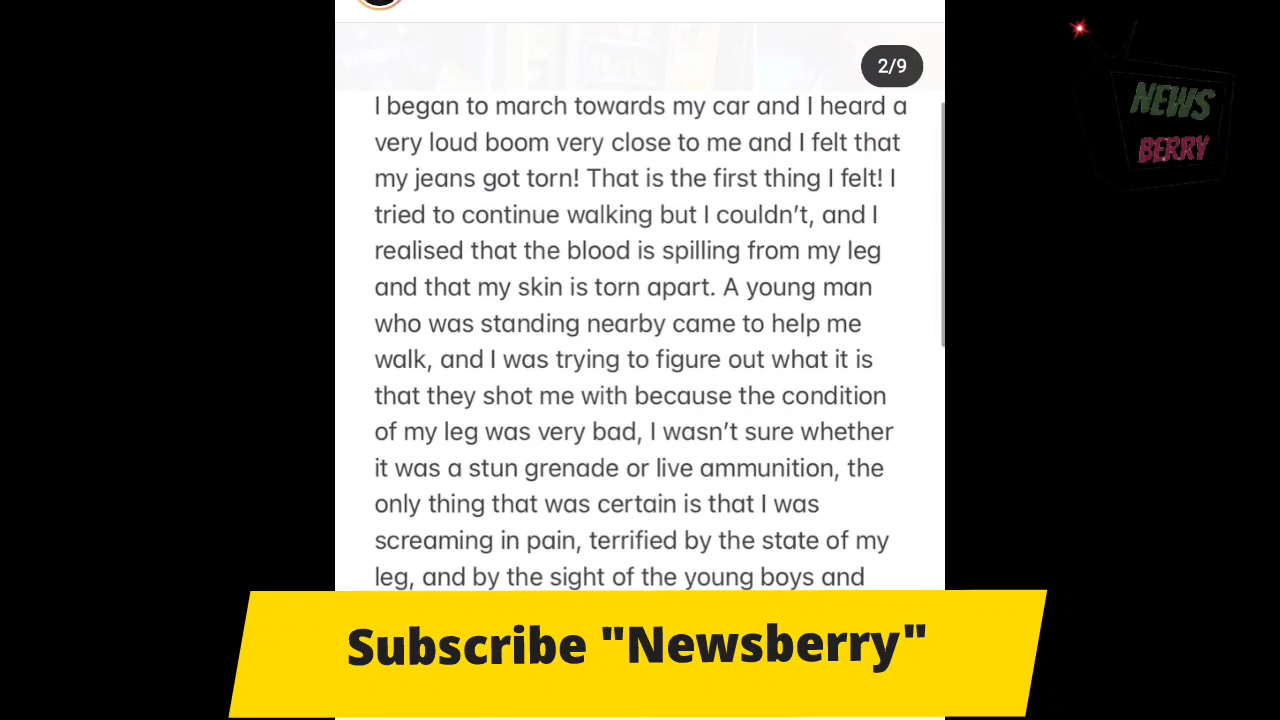 2/9
NEWS
BERRY
I began to march towards my car and I heard a
very loud boom very close to me and I felt that
my jeans got torn! That is the first thing I felt! I
tried to continue walking but I couldn’t, and I
realised that the blood is spilling from my leg
and that my skin is torn apart. A young man
who was standing nearby came to help me
walk, and I was trying to figure out what it is
that they shot me with because the condition
of my leg was very bad, I wasn’t sure whether
it was a stun grenade or live ammunition, the
only thing that was certain is that I was
screaming in pain, terrified by the state of my
leg, and by the sight of the young boys and
Subscribe "Newsberry"